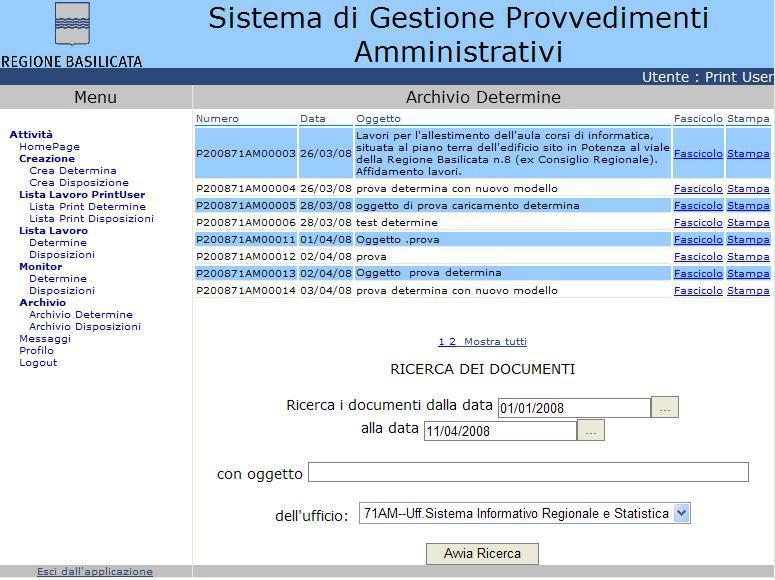 REGIONE BASILICATA
Sistema di Gestione Provvedimenti
Amministrativi
Utente : Print User
Menu
Attività
HomePage
Creazione
Crea Determina
Crea Disposizione
Lista Lavoro PrintUser
Lista Print Determine
Lista Print Disposizioni
Lista Lavoro
Determine
Disposizioni
Monitor
Determine
Disposizioni
Archivio
Archivio Determine
Archivio Disposizioni
Messaggi
Profilo
Logout
Esci dall'applicazione
Archivio Determine
Numero Data Oggetto Fascicolo Stampa
Lavori per l'allestimento dell'aula corsi di informatica,
situata al piano terra dell'edificio sito in Potenza al viale
P200871AM00003 26/03/08 della Regione Basilicata n.8 (ex Consiglio Regionale). Fascicolo Stampa
Affidamento lavori.
P200871AM00004 26/03/08 prova determina con nuovo modello Fascicolo Stampa
P200871AM00005 28/03/08 oggetto di prova caricamento determina Fascicolo Stampa
P200871AM00006 28/03/08 test determine Fascicolo Stampa
P200871AM00011 01/04/08 Oggetto .prova Fascicolo Stampa
P200871AM00012 02/04/08 prova Fascicolo Stampa
P200871AM00013 02/04/08 Oggetto prova determina Fascicolo Stampa
P200871AM00014 03/04/08 prova determina con nuovo modello Fascicolo Stampa
1 2 Mostra tutti
RICERCA DEI DOCUMENTI
Ricerca i documenti dalla data 01/01/2008 ...
alla data 11/04/2008 ...
con oggetto
dell'ufficio: 71AM--Uff.Sistema Informativo Regionale e Statistica
Avvia Ricerca